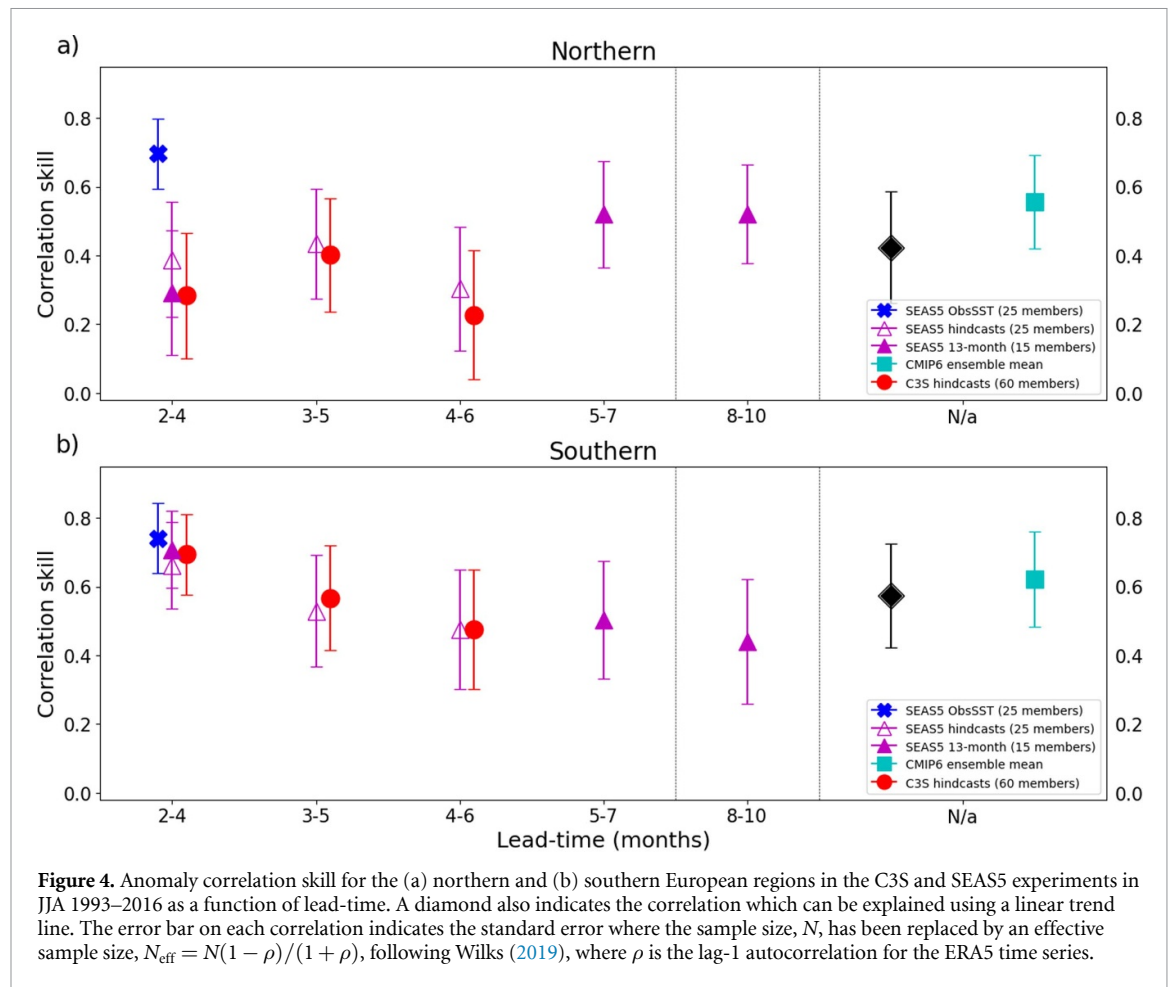 a)
Northern
Correlation skill
0.8
0.6
0.4
0.2
0.0
0.8
0.6
0.4
0.2
0.0
SEAS5 ObsSST (25 members)
SEAS5 hindcasts (25 members)
SEAS5 13-month (15 members)
CMIP6 ensemble mean
C3S hindcasts (60 members)
2-4 3-5 4-6 5-7 8-10 N/a
b)
Southern
Correlation skill
0.8
0.6
0.4
0.2
0.0
0.8
0.6
0.4
0.2
0.0
SEAS5 ObsSST (25 members)
SEAS5 hindcasts (25 members)
SEAS5 13-month (15 members)
CMIP6 ensemble mean
C3S hindcasts (60 members)
2-4 3-5 4-6 5-7 8-10 N/a
Lead-time (months)
Figure 4. Anomaly correlation skill for the (a) northern and (b) southern European regions in the C3S and SEAS5 experiments in
JJA 1993–2016 as a function of lead-time. A diamond also indicates the correlation which can be explained using a linear trend
line. The error bar on each correlation indicates the standard error where the sample size, N, has been replaced by an effective
sample size, Neff = N(1 − ρ)/(1 + ρ), following Wilks (2019), where ρ is the lag-1 autocorrelation for the ERA5 time series.